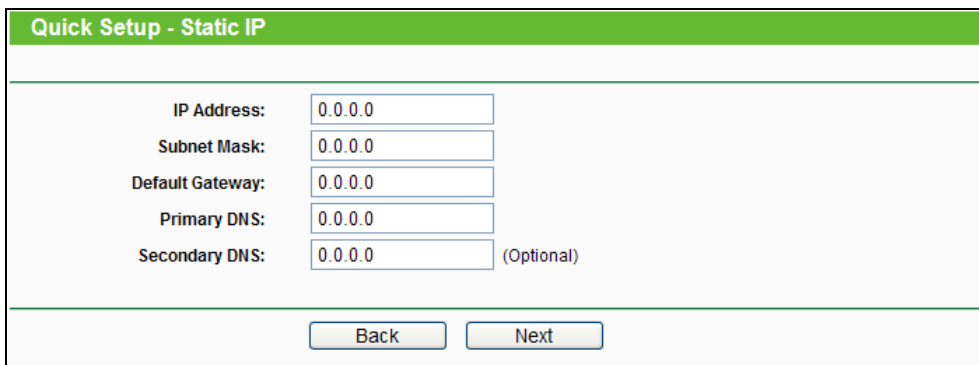 Quick Setup - Static IP
IP Address: 0.0.0.0
Subnet Mask: 0.0.0.0
Default Gateway: 0.0.0.0
Primary DNS: 0.0.0.0
Secondary DNS: 0.0.0.0 (Optional)
Back Next